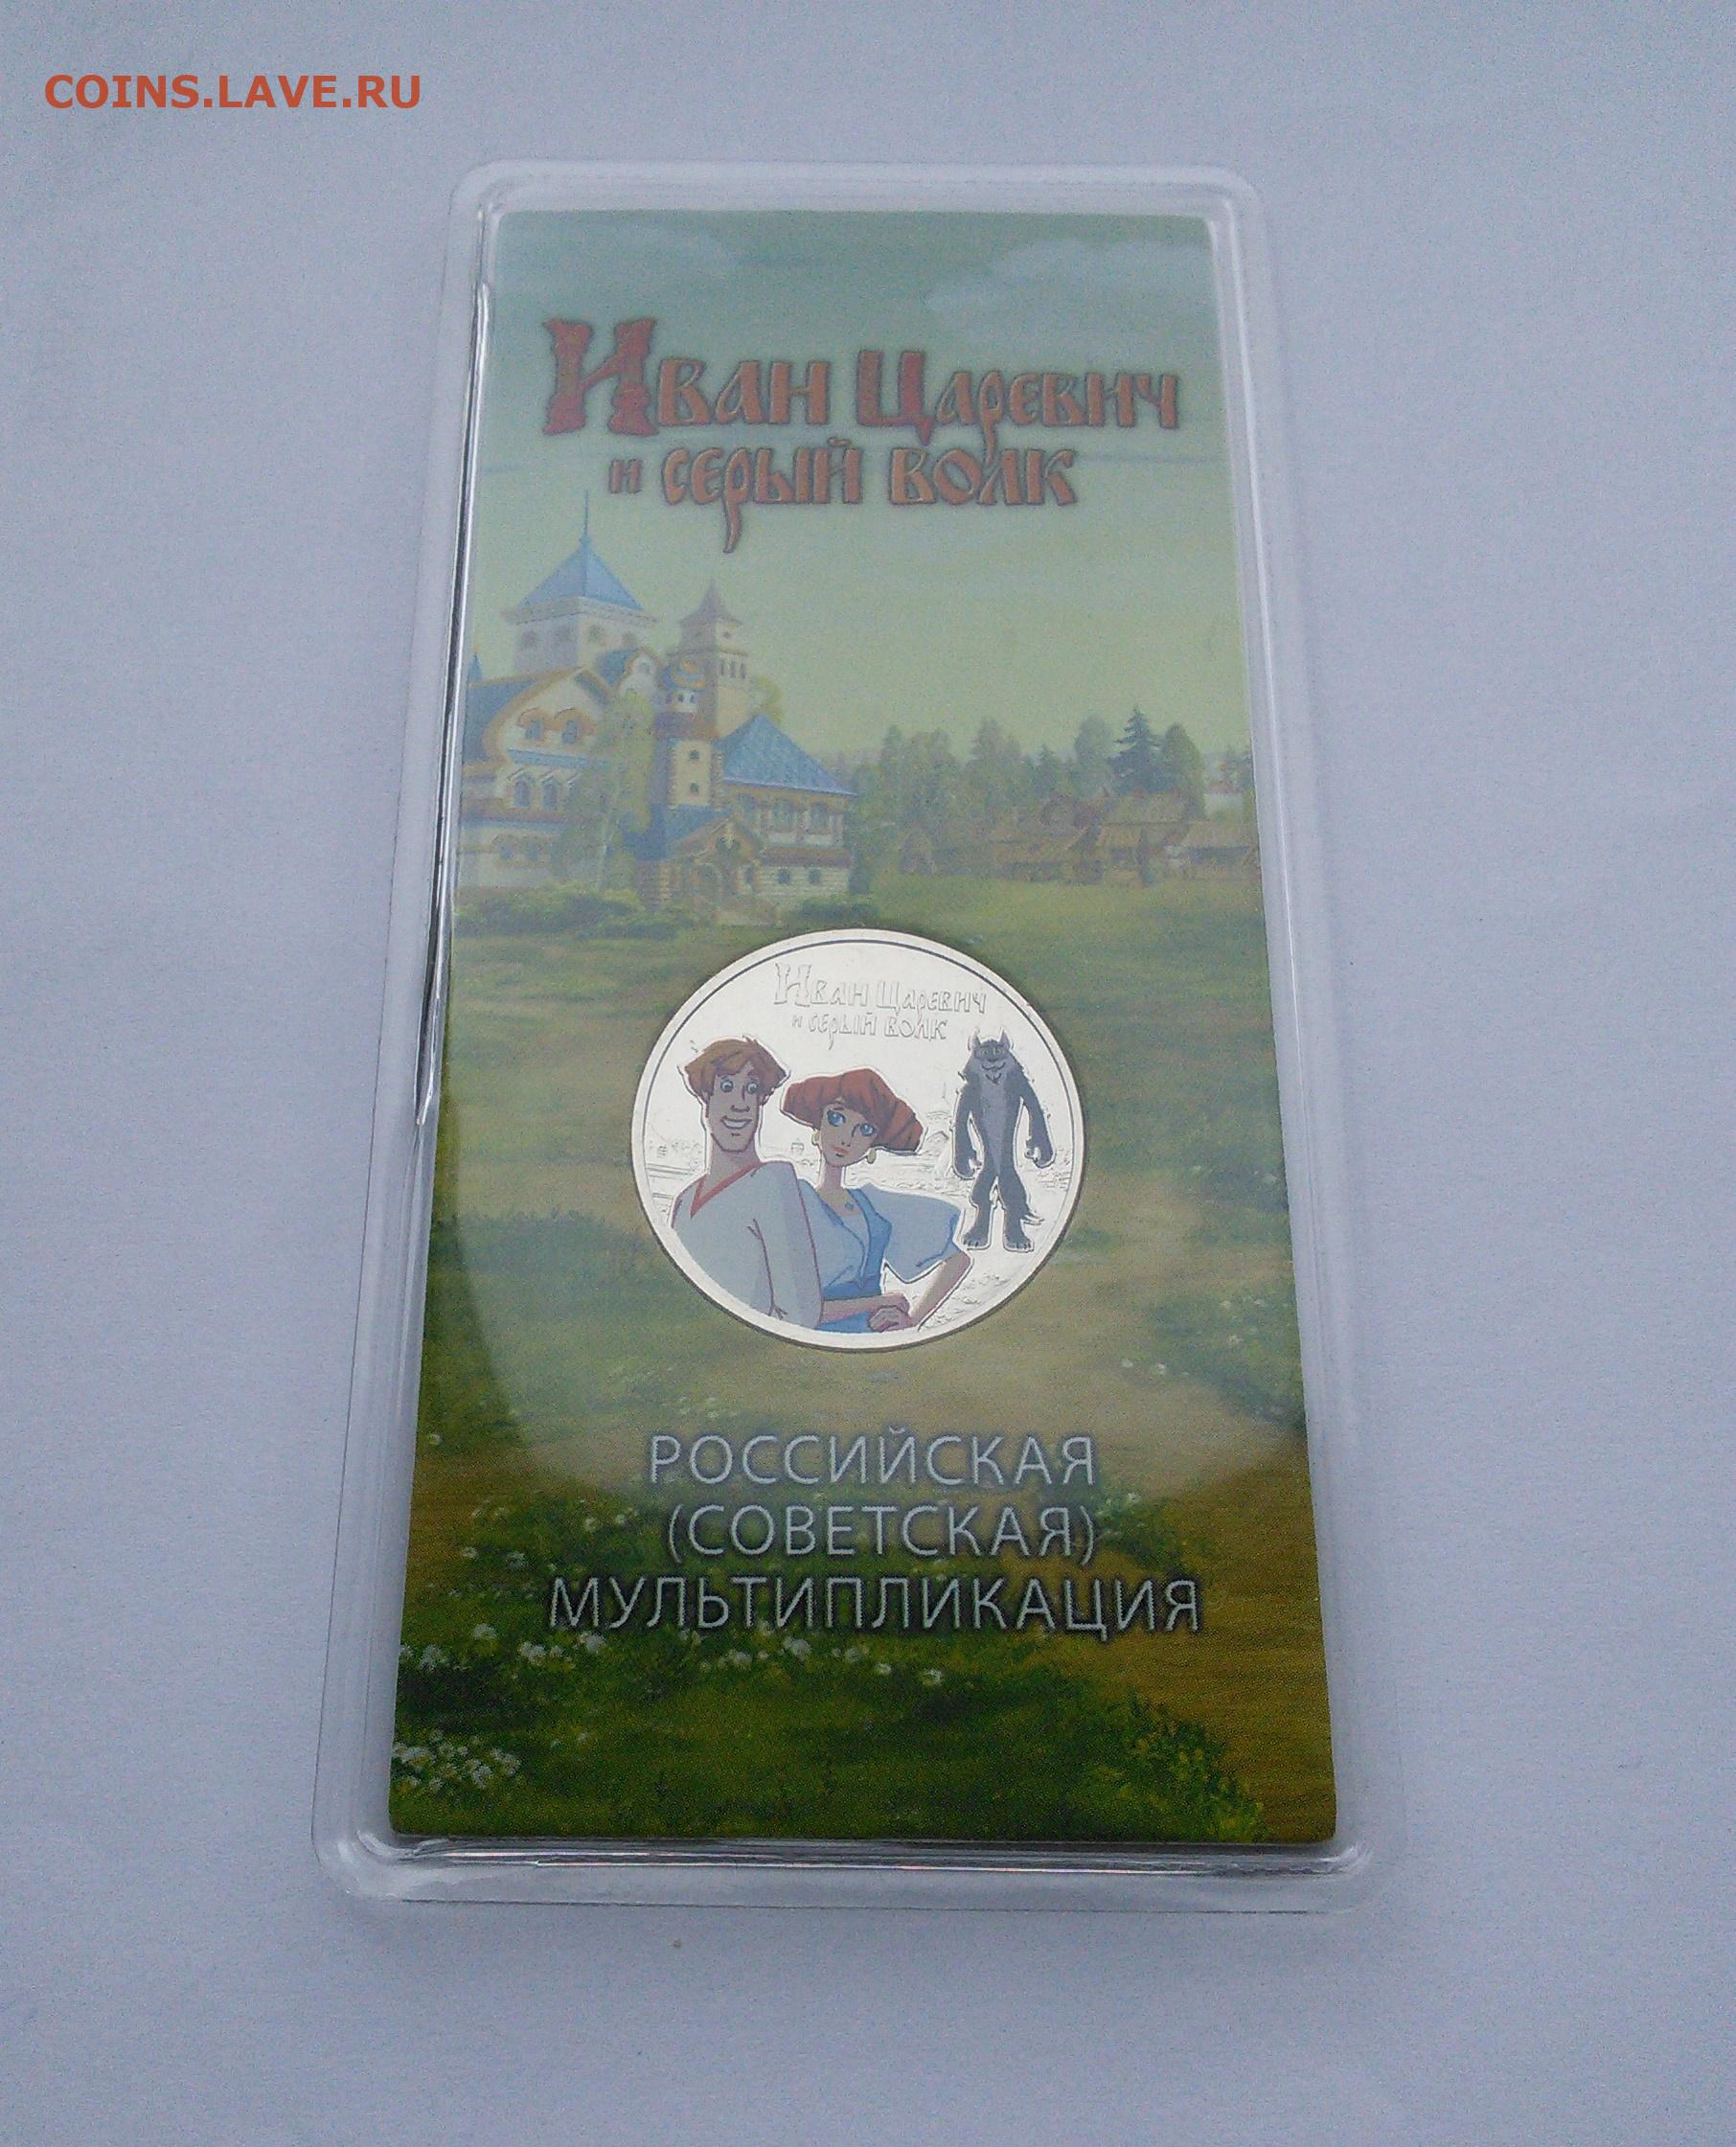 COINS.LAVE.RU
Иван Царевич
и серый волк
Иван Царевич
и серый волк
РОССИЙСКАЯ
(СОВЕТСКАЯ)
МУЛЬТИПЛИКАЦИЯ